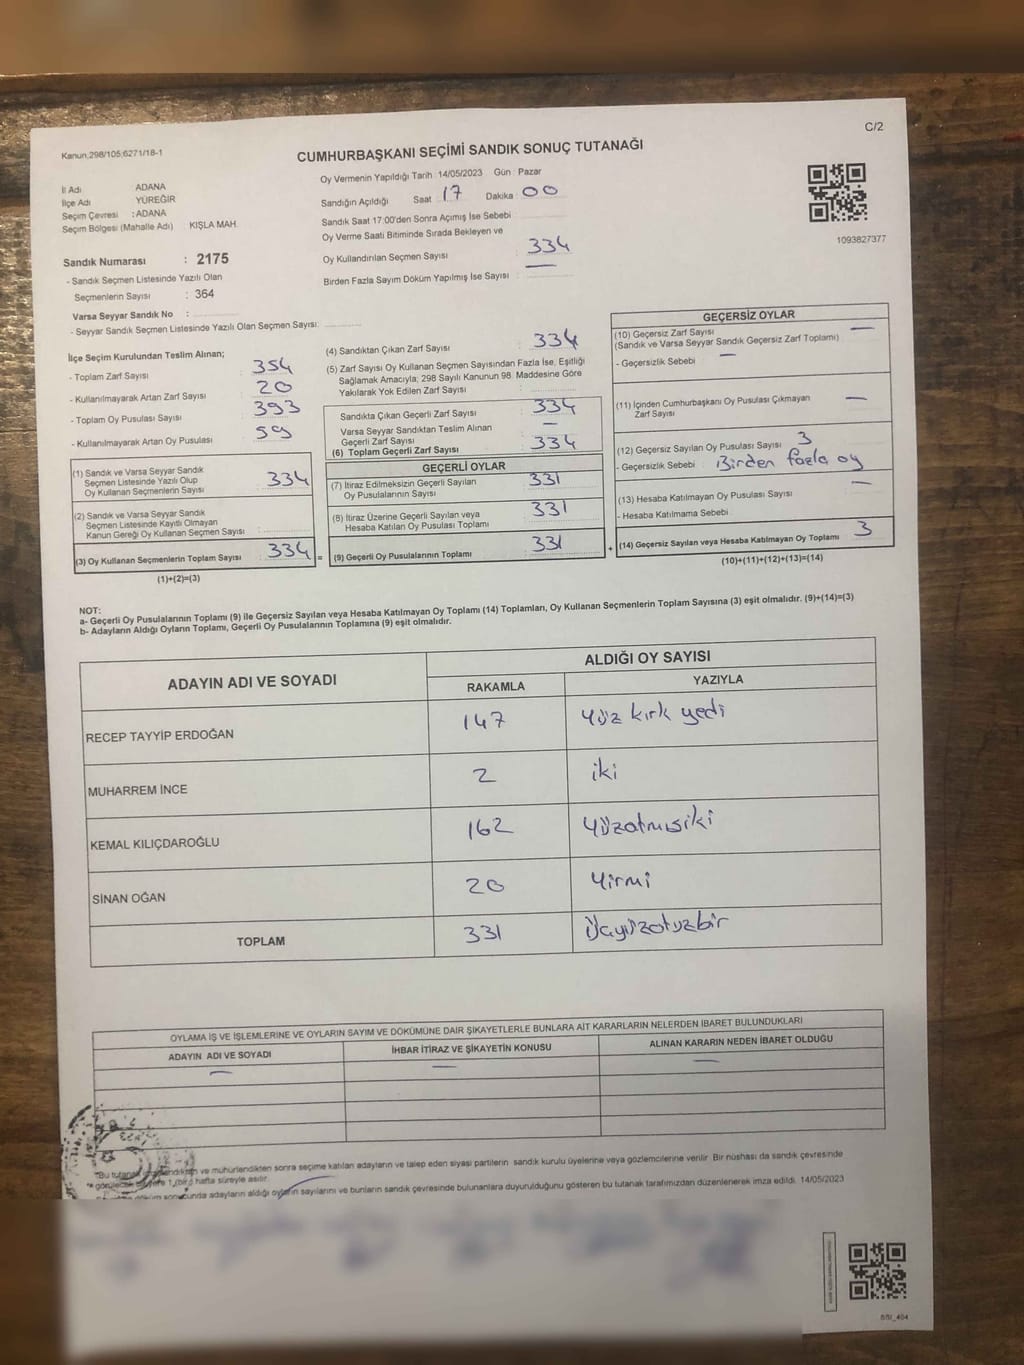 C/2
Kanun,298/105;6271/18-1
CUMHURBAŞKANI SEÇİMİ SANDIK SONUÇ TUTANAĞI
İl Adı ADANA
İlçe Adı YÜREĞİR
Seçim Çevresi :ADANA
Seçim Bölgesi (Mahalle Adı) KIŞLA MAH.
Sandık Numarası : 2175
- Sandık Seçmen Listesinde Yazılı Olan
Seçmenlerin Sayısı : 364
Varsa Seyyar Sandık No :
- Seyyar Sandık Seçmen Listesinde Yazılı Olan Seçmen Sayısı:
Oy Vermenin Yapıldığı Tarih :14/05/2023 Gün : Pazar
Sandığın Açıldığı Saat 17 Dakika : 00
Sandık Saat 17:00'den Sonra Açımış İse Sebebi
Oy Verme Saati Bitiminde Sırada Bekleyen ve
Oy Kullandırılan Seçmen Sayısı : 334
Birden Fazla Sayım Döküm Yapılmış İse Sayısı : —
1093827377
İlçe Seçim Kurulundan Teslim Alınan;
- Toplam Zarf Sayısı 354
- Kullanılmayarak Artan Zarf Sayısı 20
- Toplam Oy Pusulası Sayısı 393
- Kullanılmayarak Artan Oy Pusulası 59
(1) Sandık ve Varsa Seyyar Sandık
Seçmen Listesinde Yazılı Olup
Oy Kullanan Seçmenlerin Sayısı 334
(2) Sandık ve Varsa Seyyar Sandık
Seçmen Listesinde Kayıtlı Olmayan
Kanun Gereği Oy Kullanan Seçmen Sayısı :
(3) Oy Kullanan Seçmenlerin Toplam Sayısı 334 =
(1)+(2)=(3)
(4) Sandıktan Çıkan Zarf Sayısı : 334
(5) Zarf Sayısı Oy Kullanan Seçmen Sayısından Fazla İse, Eşitliği
Sağlamak Amacıyla; 298 Sayılı Kanunun 98. Maddesine Göre
Yakılarak Yok Edilen Zarf Sayısı :
Sandıkta Çıkan Geçerli Zarf Sayısı : 334
Varsa Seyyar Sandıktan Teslim Alınan
Geçerli Zarf Sayısı : —
(6) Toplam Geçerli Zarf Sayısı : 334
GEÇERLİ OYLAR
(7) İtiraz Edilmeksizin Geçerli Sayılan
Oy Pusulalarının Sayısı : 331
(8) İtiraz Üzerine Geçerli Sayılan veya
Hesaba Katılan Oy Pusulası Toplamı : 331
(9) Geçerli Oy Pusulalarının Toplamı : 331 +
GEÇERSİZ OYLAR
(10) Geçersiz Zarf Sayısı —
(Sandık ve Varsa Seyyar Sandık Geçersiz Zarf Toplamı)
- Geçersizlik Sebebi —
(11) İçinden Cumhurbaşkanı Oy Pusulası Çıkmayan
Zarf Sayısı —
(12) Geçersiz Sayılan Oy Pusulası Sayısı 3
- Geçersizlik Sebebi Birden fazla oy
(13) Hesaba Katılmayan Oy Pusulası Sayısı —
- Hesaba Katılmama Sebebi
(14) Geçersiz Sayılan veya Hesaba Katılmayan Oy Toplamı 3
(10)+(11)+(12)+(13)=(14)
NOT:
a- Geçerli Oy Pusulalarının Toplamı (9) ile Geçersiz Sayılan veya Hesaba Katılmayan Oy Toplamı (14) Toplamları, Oy Kullanan Seçmenlerin Toplam Sayısına (3) eşit olmalıdır. (9)+(14)=(3)
b- Adayların Aldığı Oyların Toplamı, Geçerli Oy Pusulalarının Toplamına (9) eşit olmalıdır.
ADAYIN ADI VE SOYADI ALDIĞI OY SAYISI
RAKAMLA YAZIYLA
RECEP TAYYİP ERDOĞAN 147 Yüz kırk yedi
MUHARREM İNCE 2 iki
KEMAL KILIÇDAROĞLU 162 Yüzatmışiki
SİNAN OĞAN 20 Yirmi
TOPLAM 331 Üçyüzotuzbir
OYLAMA İŞ VE İŞLEMLERİNE VE OYLARIN SAYIM VE DÖKÜMÜNE DAİR ŞİKAYETLERLE BUNLARA AİT KARARLARIN NELERDEN İBARET BULUNDUKLARI
ADAYIN ADI VE SOYADI İHBAR İTİRAZ VE ŞİKAYETİN KONUSU ALINAN KARARIN NEDEN İBARET OLDUĞU
— — —
*Bu ve mühürlendikten sonra seçime katılan adayların ve talep eden siyasi partilerin sandık kurulu üyelerine veya gözlemcilerine verilir. Bir nüshası da sandık çevresinde
1 (bir) hafta süreyle asılır.
döküm sonucunda adayların aldığı oyların sayılarını ve bunların sandık çevresinde bulunanlara duyurulduğunu gösteren bu tutanak tarafımızdan düzenlenerek imza edildi. 14/05/2023